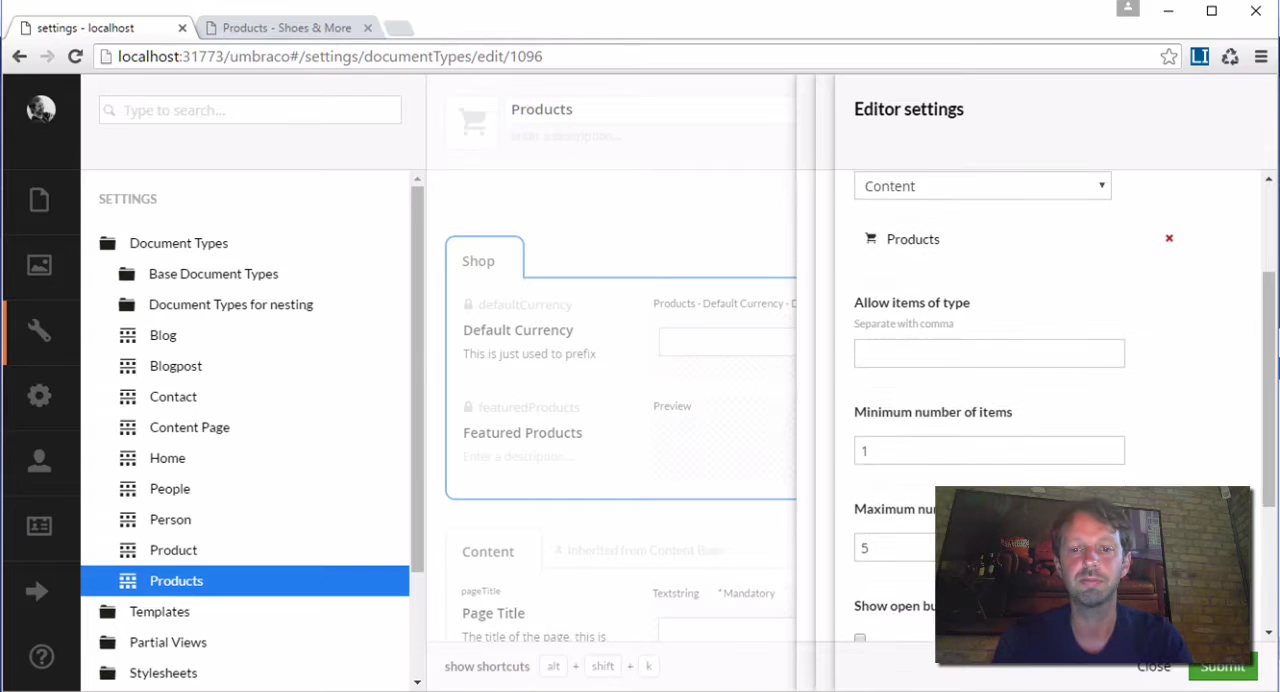 settings - localhost
Products - Shoes & More
localhost:31773/umbraco#/settings/documentTypes/edit/1096
LI
Type to search...
SETTINGS
Document Types
Base Document Types
Document Types for nesting
Blog
Blogpost
Contact
Content Page
Home
People
Person
Product
Products
Templates
Partial Views
Stylesheets
Products
Enter a description...
Shop
defaultCurrency
Default Currency
This is just used to prefix
Products - Default Currency - D
featuredProducts
Featured Products
Enter a description...
Preview
Content
Inherited from Content Base
pageTitle
Page Title
The title of the page, this is
Textstring
*Mandatory
show shortcuts alt + shift + k
Editor settings
Content
Products
Allow items of type
Separate with comma
Minimum number of items
1
Maximum nu
5
Show open bu
Close
Submit